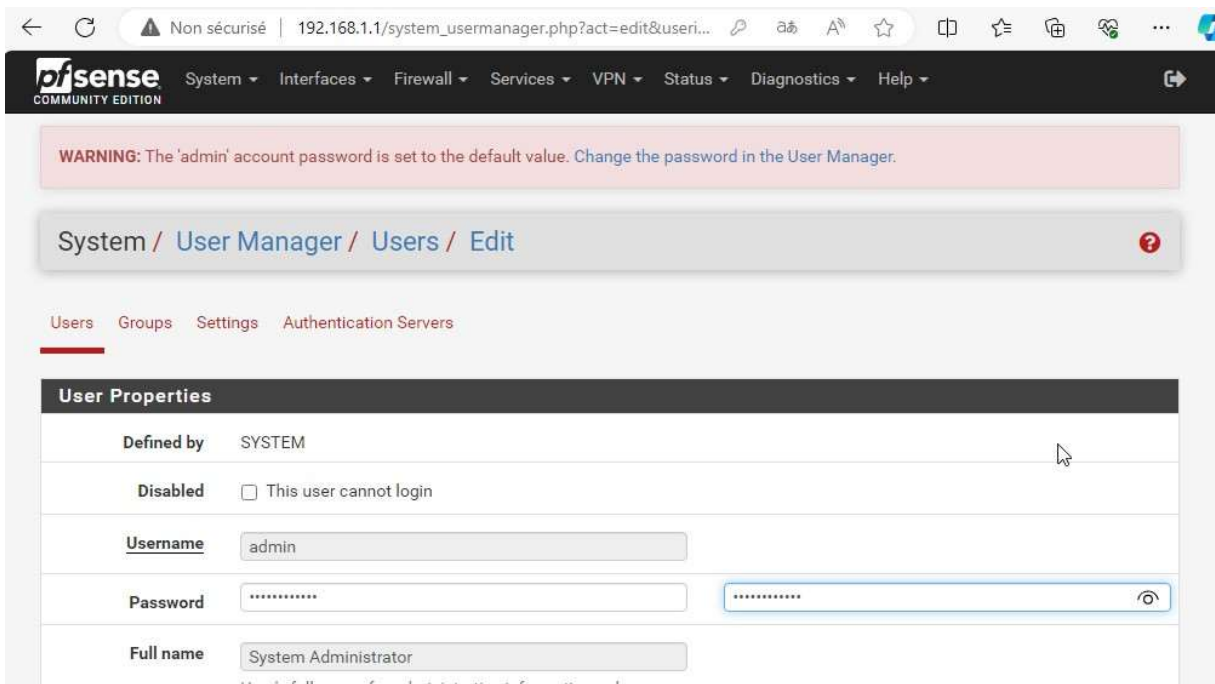 Non sécurisé | 192.168.1.1/system_usermanager.php?act=edit&useri...
pfsense System Interfaces Firewall Services VPN Status Diagnostics Help
COMMUNITY EDITION
WARNING: The 'admin' account password is set to the default value. Change the password in the User Manager.
System / User Manager / Users / Edit
Users Groups Settings Authentication Servers
User Properties
Defined by SYSTEM
Disabled This user cannot login
Username admin
Password •••••••••••• ••••••••••••
Full name System Administrator